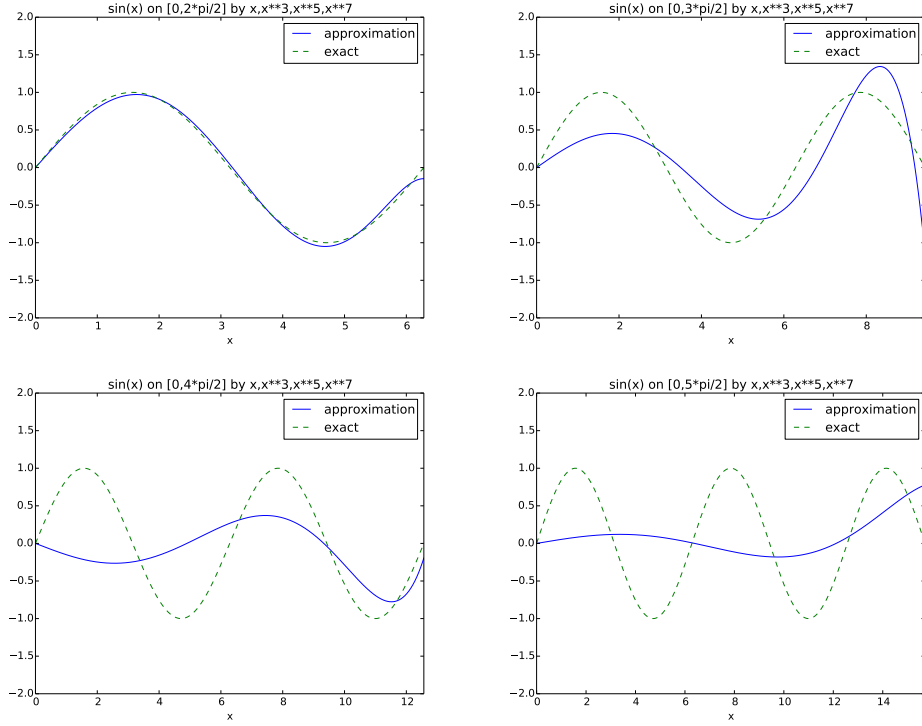 sin(x) on [0,2*pi/2] by x,x**3,x**5,x**7
2.0
1.5
1.0
0.5
0.0
−0.5
−1.0
−1.5
−2.0
approximation
exact
0 1 2 3 4 5 6
x
sin(x) on [0,3*pi/2] by x,x**3,x**5,x**7
2.0
1.5
1.0
0.5
0.0
−0.5
−1.0
−1.5
−2.0
approximation
exact
0 2 4 6 8
x
sin(x) on [0,4*pi/2] by x,x**3,x**5,x**7
2.0
1.5
1.0
0.5
0.0
−0.5
−1.0
−1.5
−2.0
approximation
exact
0 2 4 6 8 10 12
x
sin(x) on [0,5*pi/2] by x,x**3,x**5,x**7
2.0
1.5
1.0
0.5
0.0
−0.5
−1.0
−1.5
−2.0
approximation
exact
0 2 4 6 8 10 12 14
x